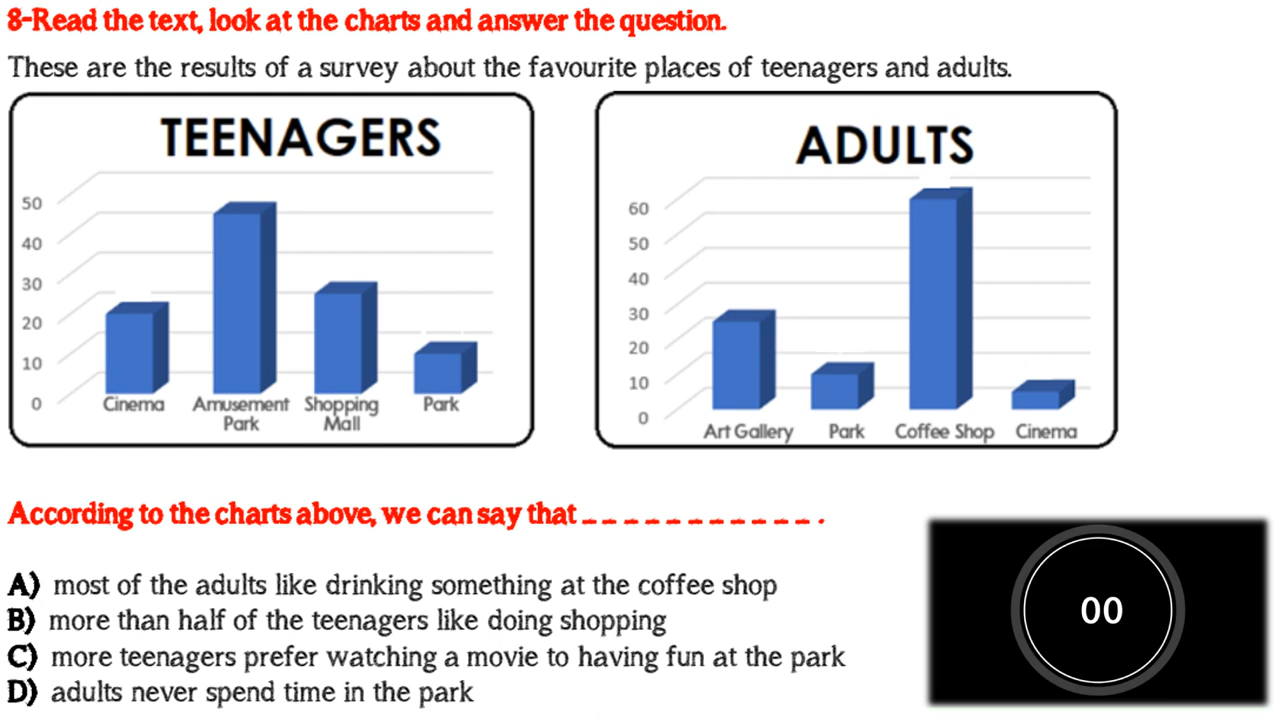 8-Read the text, look at the charts and answer the question.
These are the results of a survey about the favourite places of teenagers and adults.
TEENAGERS
50
40
30
20
10
0
Cinema Amusement Park Shopping Mall Park
ADULTS
60
50
40
30
20
10
0
Art Gallery Park Coffee Shop Cinema
According to the charts above, we can say that _ _ _ _ _ _ _ _ _ _ _ _ .
A) most of the adults like drinking something at the coffee shop
B) more than half of the teenagers like doing shopping
C) more teenagers prefer watching a movie to having fun at the park
D) adults never spend time in the park
00